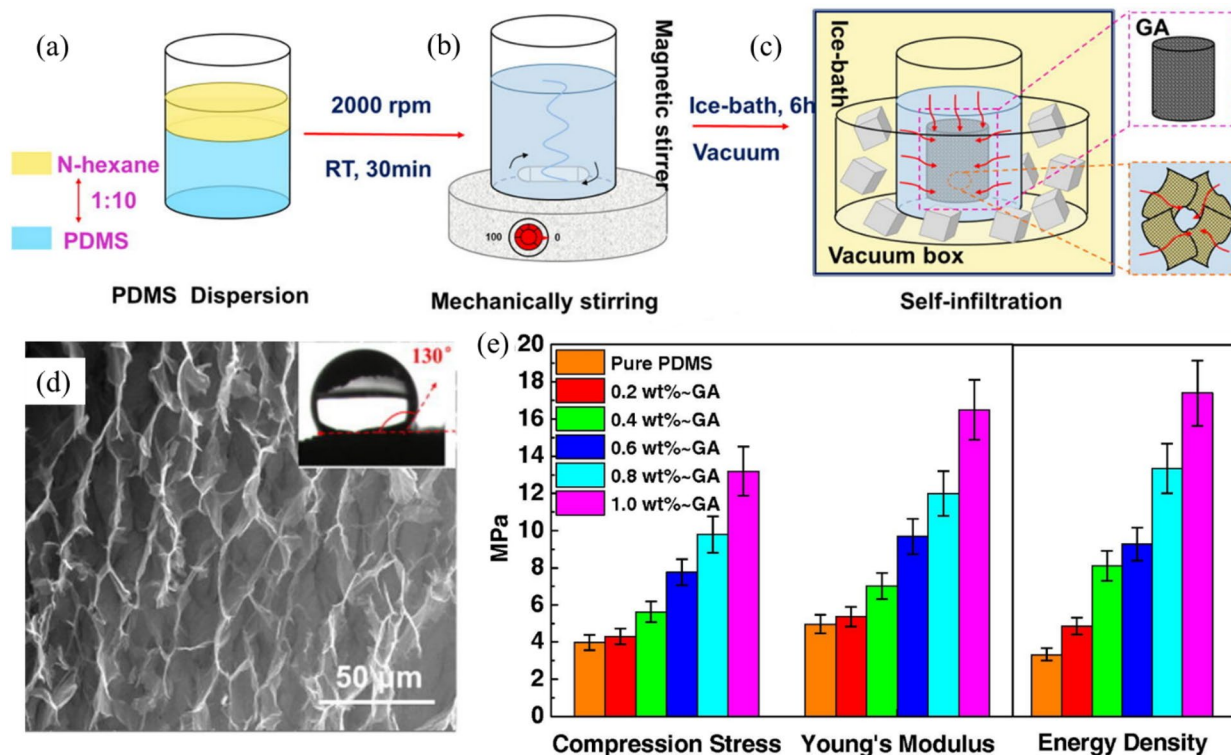 (a)
N-hexane
1:10
PDMS
PDMS Dispersion
2000 rpm
RT, 30min
(b)
Magnetic stirrer
100
0
Mechanically stirring
Ice-bath, 6h
Vacuum
(c)
Ice-bath
Vacuum box
GA
Self-infiltration
(d)
130°
50 μm
(e)
20
18
16
14
12
10
8
6
4
2
0
MPa
Pure PDMS
0.2 wt%~GA
0.4 wt%~GA
0.6 wt%~GA
0.8 wt%~GA
1.0 wt%~GA
Compression Stress
Young's Modulus
Energy Density